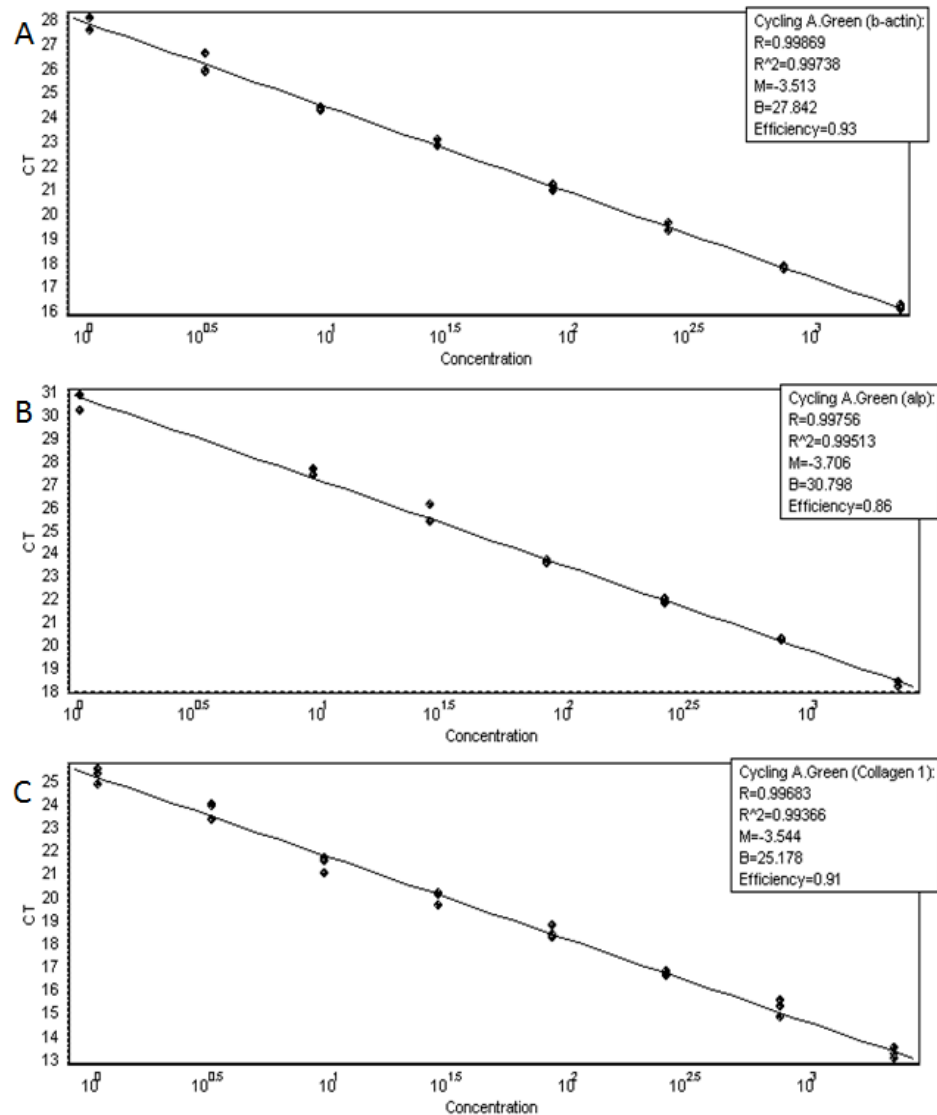 A
28
27
26
25
24
23
22
21
20
19
18
17
16
CT
10^0
10^0.5
10^1
10^1.5
10^2
10^2.5
10^3
Concentration
Cycling A.Green (b-actin):
R=0.99869
R^2=0.99738
M=-3.513
B=27.842
Efficiency=0.93
B
31
30
29
28
27
26
25
24
23
22
21
20
19
18
CT
10^0
10^0.5
10^1
10^1.5
10^2
10^2.5
10^3
Concentration
Cycling A.Green (alp):
R=0.99756
R^2=0.99513
M=-3.706
B=30.798
Efficiency=0.86
C
25
24
23
22
21
20
19
18
17
16
15
14
13
CT
10^0
10^0.5
10^1
10^1.5
10^2
10^2.5
10^3
Concentration
Cycling A.Green (Collagen 1):
R=0.99683
R^2=0.99366
M=-3.544
B=25.178
Efficiency=0.91